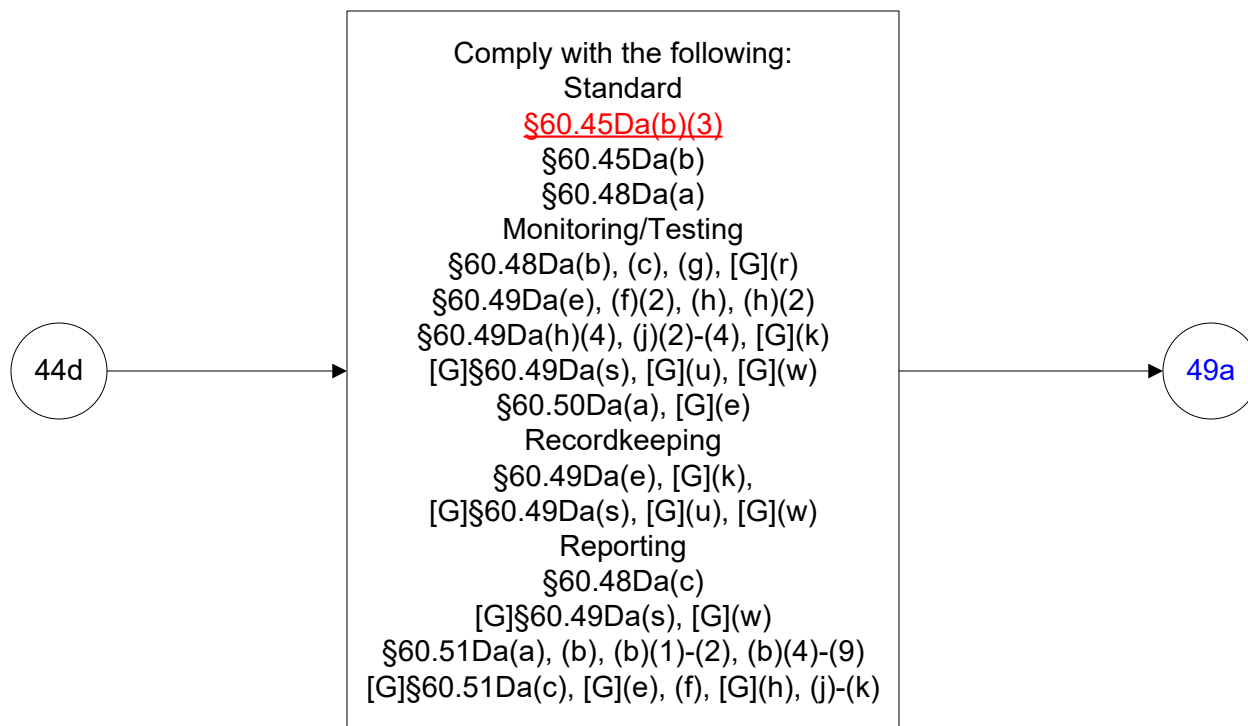 Comply with the following:
Standard
§60.45Da(b)(3)
§60.45Da(b)
§60.48Da(a)
Monitoring/Testing
§60.48Da(b), (c), (g), [G](r)
§60.49Da(e), (f)(2), (h), (h)(2)
§60.49Da(h)(4), (j)(2)-(4), [G](k)
[G]§60.49Da(s), [G](u), [G](w)
§60.50Da(a), [G](e)
Recordkeeping
§60.49Da(e), [G](k),
[G]§60.49Da(s), [G](u), [G](w)
Reporting
§60.48Da(c)
[G]§60.49Da(s), [G](w)
§60.51Da(a), (b), (b)(1)-(2), (b)(4)-(9)
[G]§60.51Da(c), [G](e), (f), [G](h), (j)-(k)
44d
49a